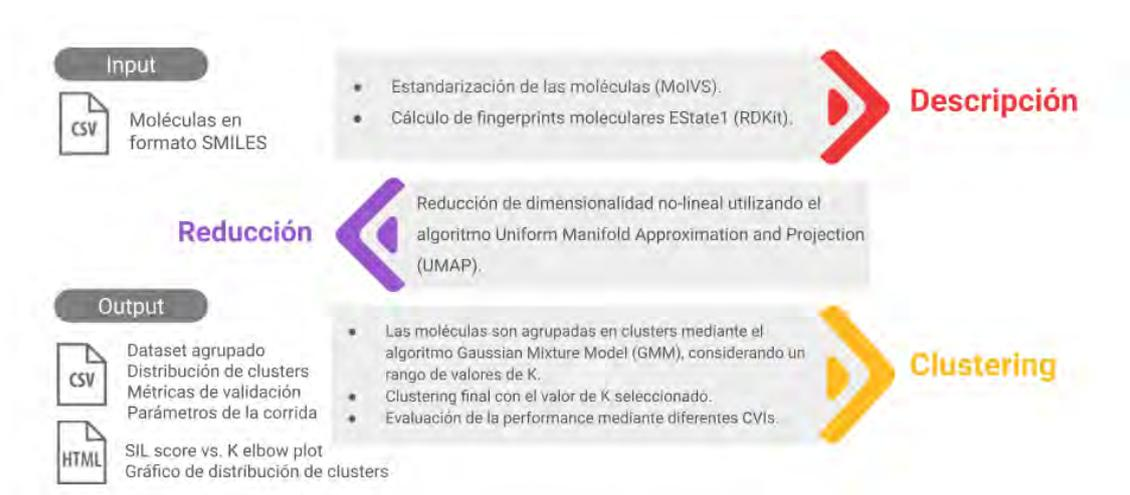 Input
CSV
Moléculas en
formato SMILES
• Estandarización de las moléculas (MolVS).
• Cálculo de fingerprints moleculares EState1 (RDKit).
Descripción
Reducción
Reducción de dimensionalidad no-lineal utilizando el
algoritmo Uniform Manifold Approximation and Projection
(UMAP).
Output
CSV
Dataset agrupado
Distribución de clusters
Métricas de validación
Parámetros de la corrida
HTML
SIL score vs. K elbow plot
Gráfico de distribución de clusters
• Las moléculas son agrupadas en clusters mediante el
algoritmo Gaussian Mixture Model (GMM), considerando un
rango de valores de K.
• Clustering final con el valor de K seleccionado.
• Evaluación de la performance mediante diferentes CVIs.
Clustering